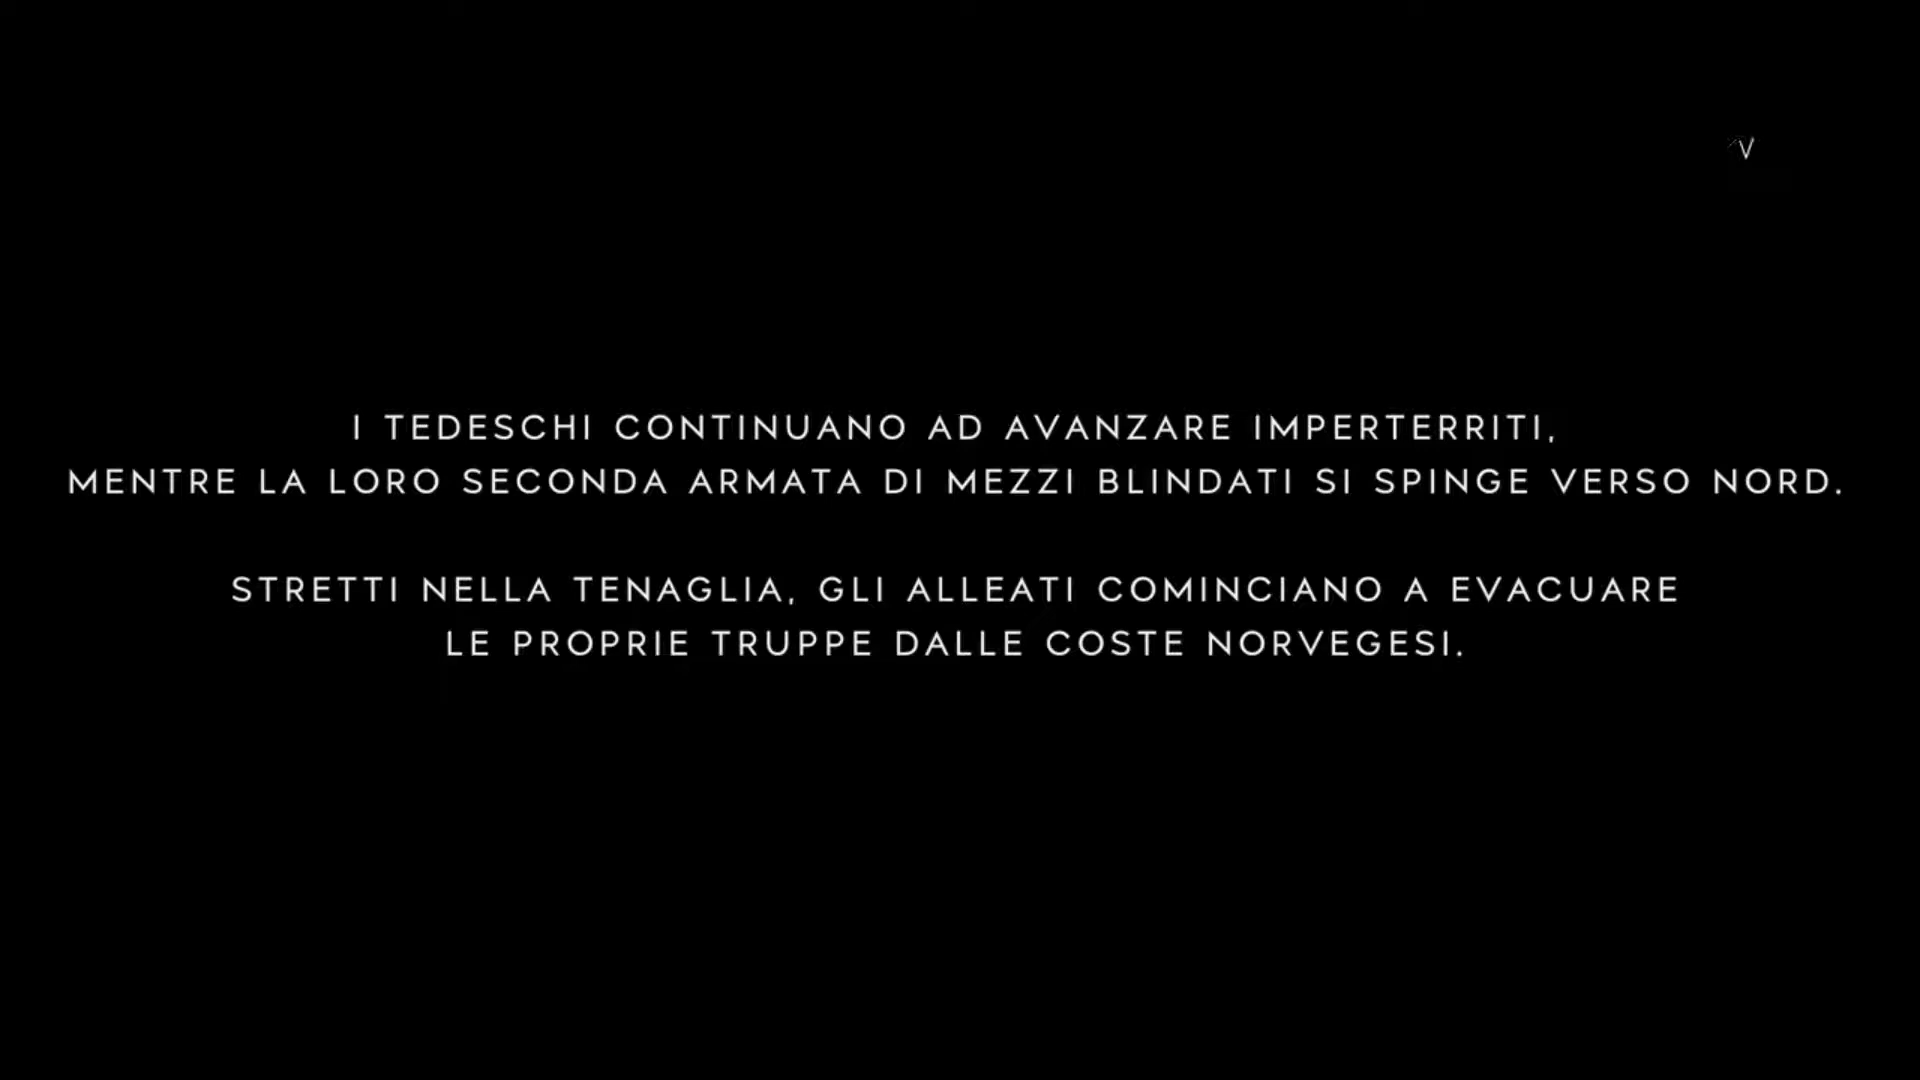 I TEDESCHI CONTINUANO AD AVANZARE IMPERTERRITI,
MENTRE LA LORO SECONDA ARMATA DI MEZZI BLINDATI SI SPINGE VERSO NORD.
STRETTI NELLA TENAGLIA, GLI ALLEATI COMINCIANO A EVACUARE
LE PROPRIE TRUPPE DALLE COSTE NORVEGESI.